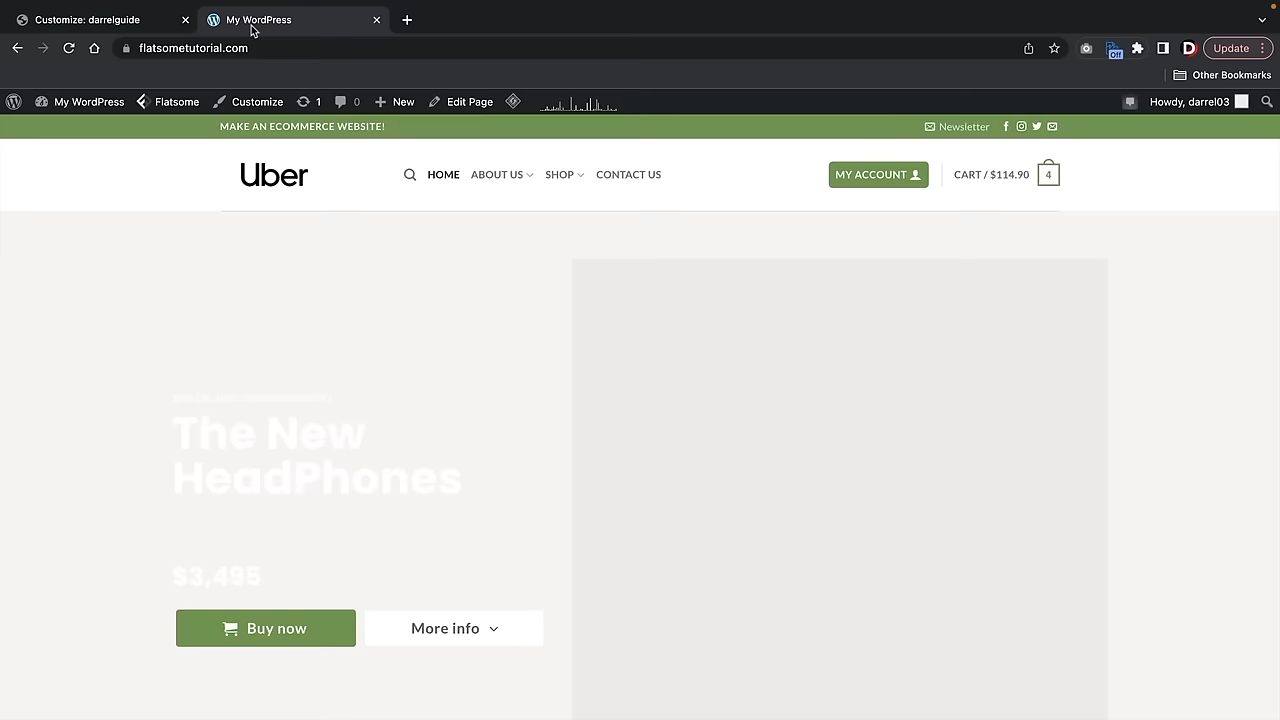 Customize: darrelguide
My WordPress
flatsometutorial.com
Off
D
Update
Other Bookmarks
My WordPress
Flatsome
Customize
1
0
New
Edit Page
Howdy, darrel03
MAKE AN ECOMMERCE WEBSITE!
Newsletter
Uber
HOME
ABOUT US
SHOP
CONTACT US
MY ACCOUNT
CART / $114.90
4
The New
HeadPhones
$3,495
Buy now
More info